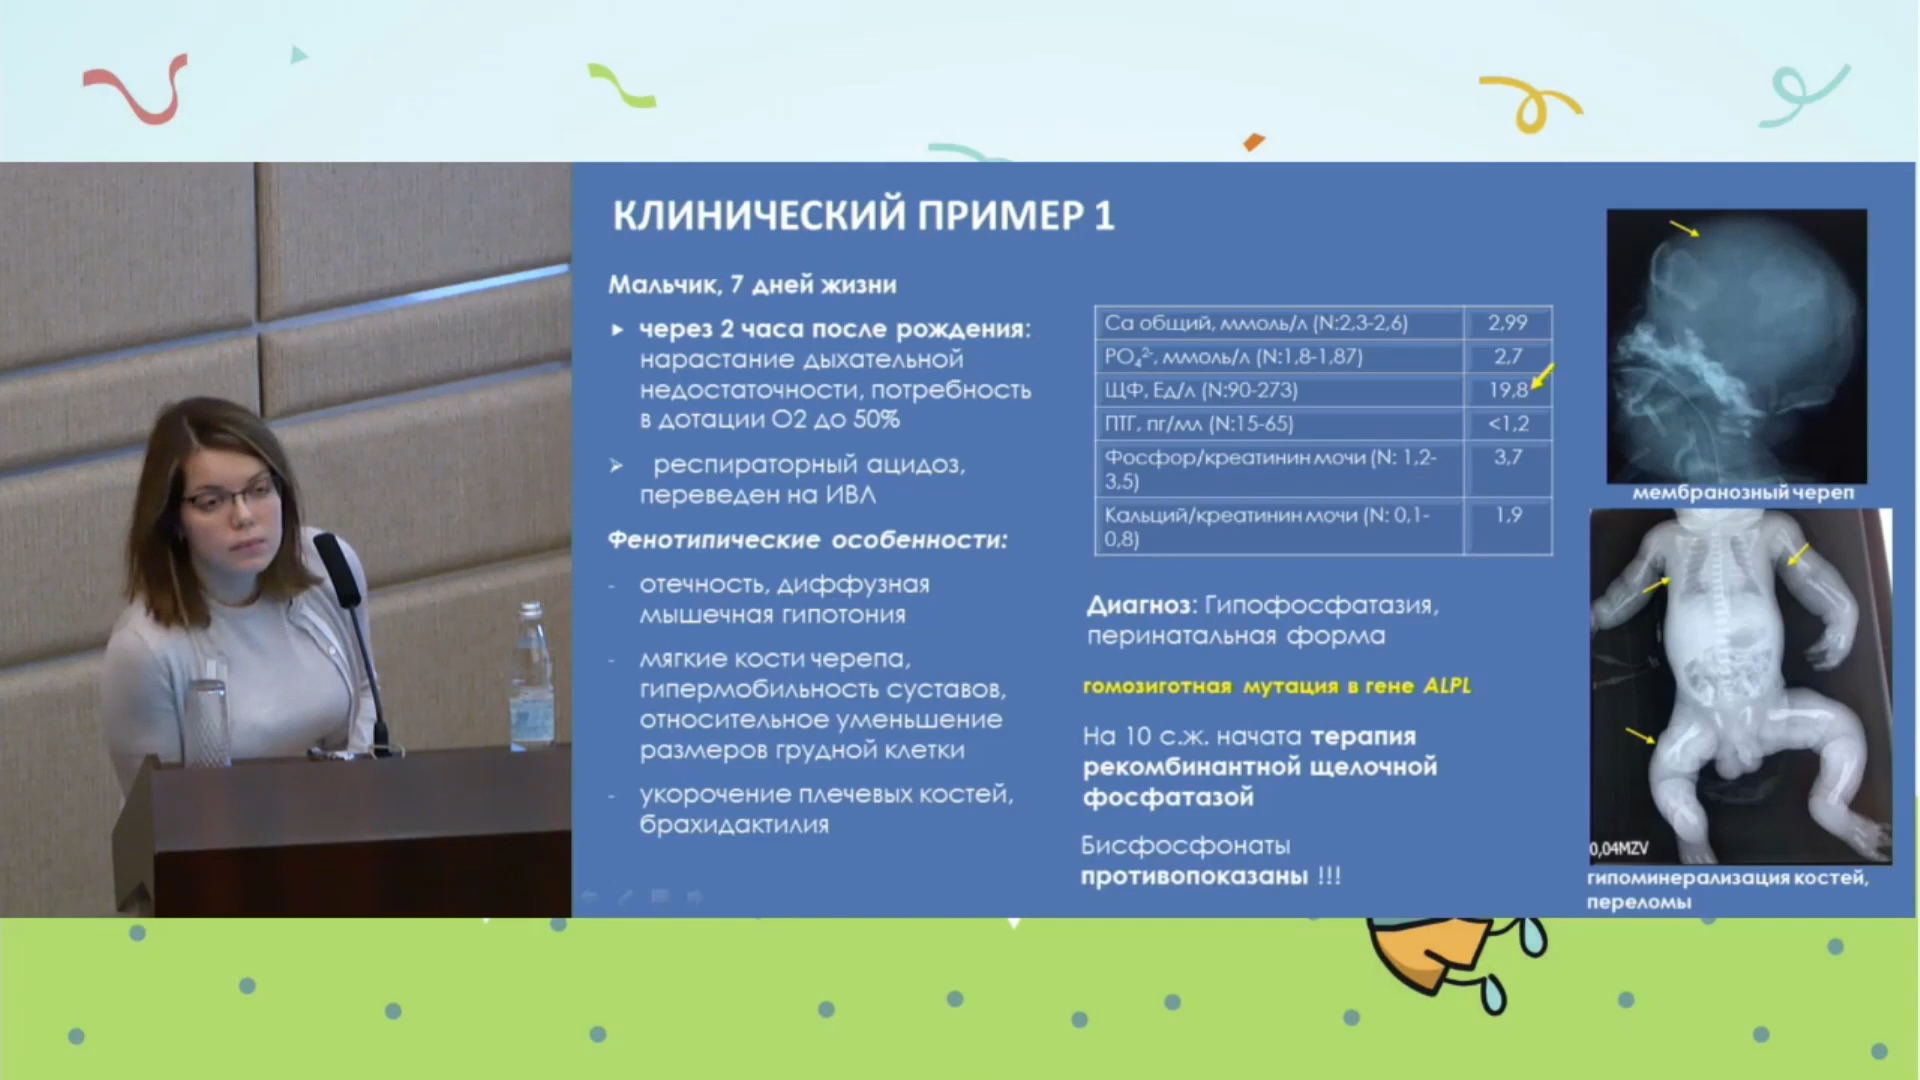 КЛИНИЧЕСКИЙ ПРИМЕР 1
Мальчик, 7 дней жизни
через 2 часа после рождения:
нарастание дыхательной
недостаточности, потребность
в дотации О2 до 50%
респираторный ацидоз,
переведен на ИВЛ
Фенотипические особенности:
- отечность, диффузная
мышечная гипотония
- мягкие кости черепа,
гипермобильность суставов,
относительное уменьшение
размеров грудной клетки
- укорочение плечевых костей,
брахидактилия
Ca общий, ммоль/л (N:2,3-2,6) 2,99
PO₄²⁻, ммоль/л (N:1,8-1,87) 2,7
ЩФ, Ед/л (N:90-273) 19,8
ПТГ, пг/мл (N:15-65) <1,2
Фосфор/креатинин мочи (N: 1,2- 3,7
3,5)
Кальций/креатинин мочи (N: 0,1- 1,9
0,8)
Диагноз: Гипофосфатазия,
перинатальная форма
гомозиготная мутация в гене ALPL
На 10 с.ж. начата терапия
рекомбинантной щелочной
фосфатазой
Бисфосфонаты
противопоказаны !!!
мембранозный череп
0,04MZV
гипоминерализация костей,
переломы